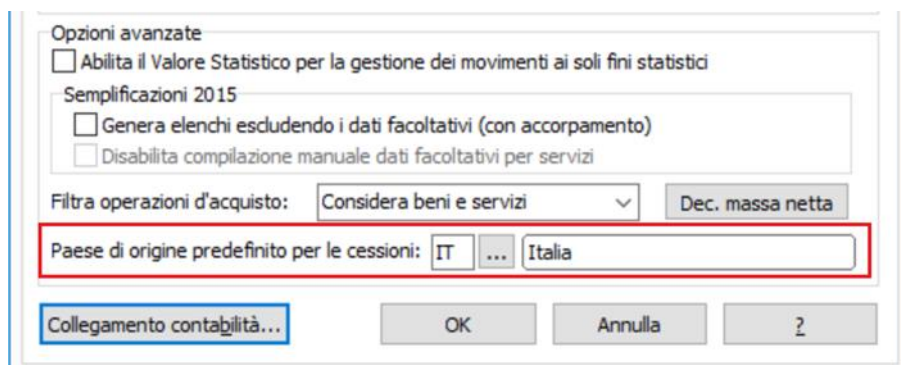 Opzioni avanzate
Abilita il Valore Statistico per la gestione dei movimenti ai soli fini statistici
Semplificazioni 2015
Genera elenchi escludendo i dati facoltativi (con accorpamento)
Disabilita compilazione manuale dati facoltativi per servizi
Filtra operazioni d'acquisto: Considera beni e servizi Dec. massa netta
Paese di origine predefinito per le cessioni: IT ... Italia
Collegamento contabilità... OK Annulla ?